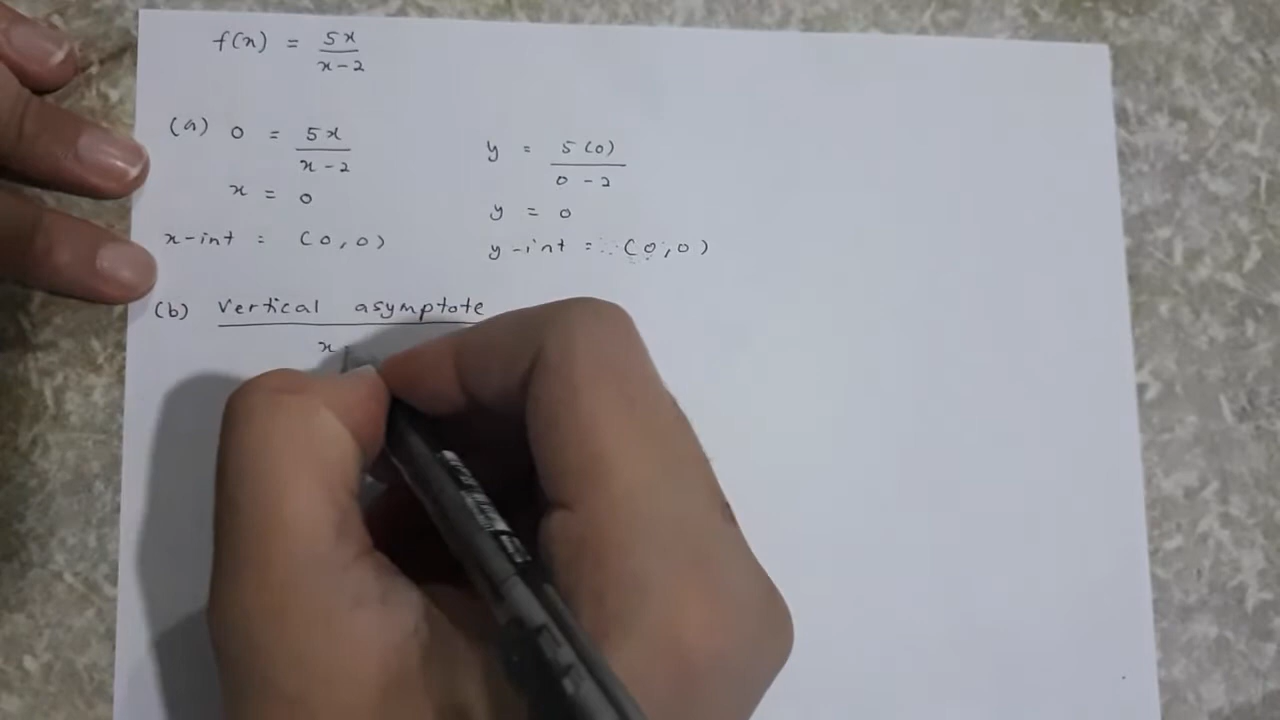 f(x) = 5x / x - 2
(a) 0 = 5x / x - 2
x = 0
x-int = (0,0)
y = 5(0) / 0 - 2
y = 0
y-int = (0,0)
(b) Vertical asymptote
x